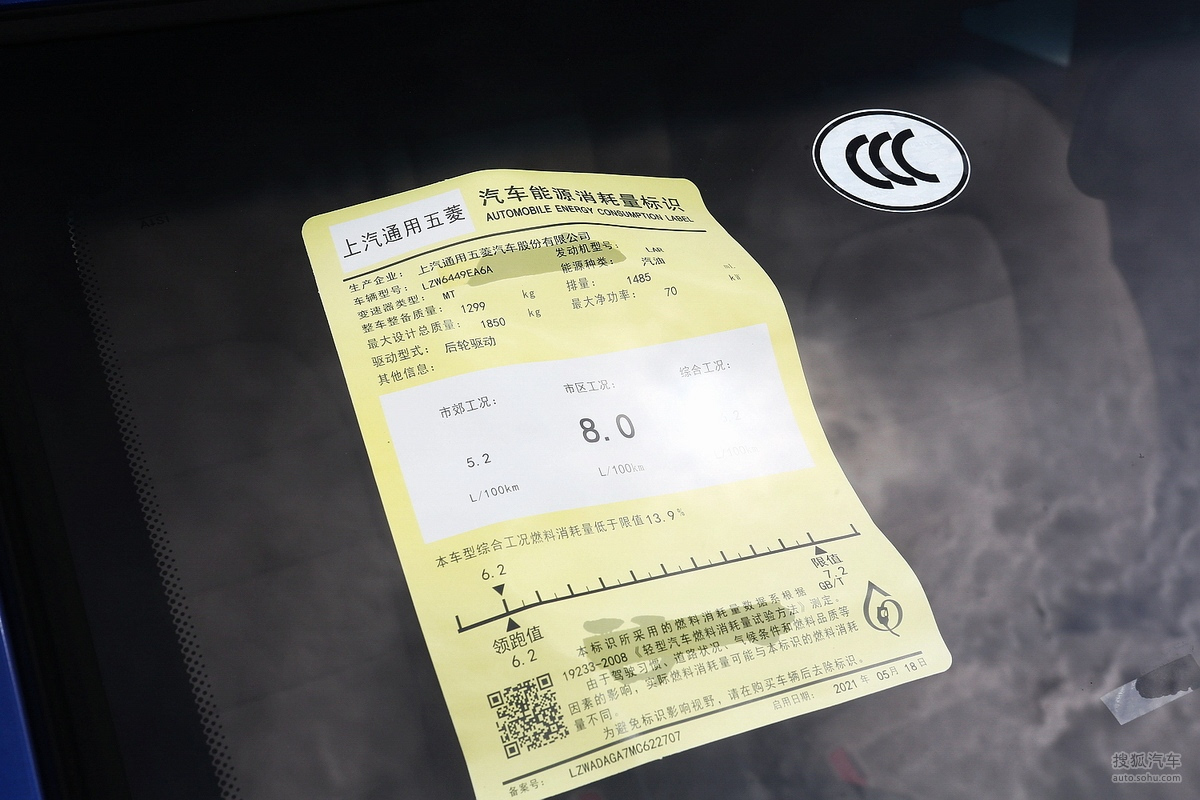 上汽通用五菱
汽车能源消耗量标识
AUTOMOBILE ENERGY CONSUMPTION LABEL
生产企业： 上汽通用五菱汽车股份有限公司
车辆型号： LZW6449EA6A 发动机型号： LAR
变速器类型： MT 能源种类： 汽油
整车整备质量： 1299 kg 排量： 1485 mL
最大设计总质量： 1850 kg 最大净功率： 70 kW
驱动型式： 后轮驱动
其他信息：
市郊工况： 市区工况： 综合工况：
5.2 8.0 2
L/100km L/100km L/100km
本车型综合工况燃料消耗量低于限值13.9%
6.2
领跑值
6.2
限值
7.2
本标识所采用的燃料消耗量数据系根据 GB/T
19233-2008《轻型汽车燃料消耗量试验方法》测定。
由于驾驶习惯、道路状况、气候条件和燃料品质等
因素的影响，实际燃料消耗量可能与本标识的燃料消耗
量不同。
为避免标识影响视野，请在购买车辆后去除标识。
备案号： LZWADAGA7MC622707 启用日期： 2021 年 05月 18日
CCC
搜狐汽车
auto.sohu.com